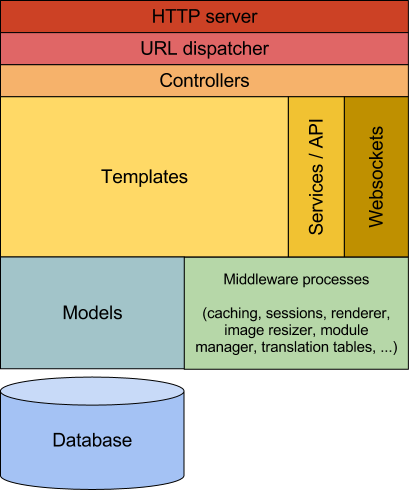 HTTP server
URL dispatcher
Controllers
Templates
Services / API
Websockets
Models
Middleware processes
(caching, sessions, renderer,
image resizer, module
manager, translation tables, ...)
Database